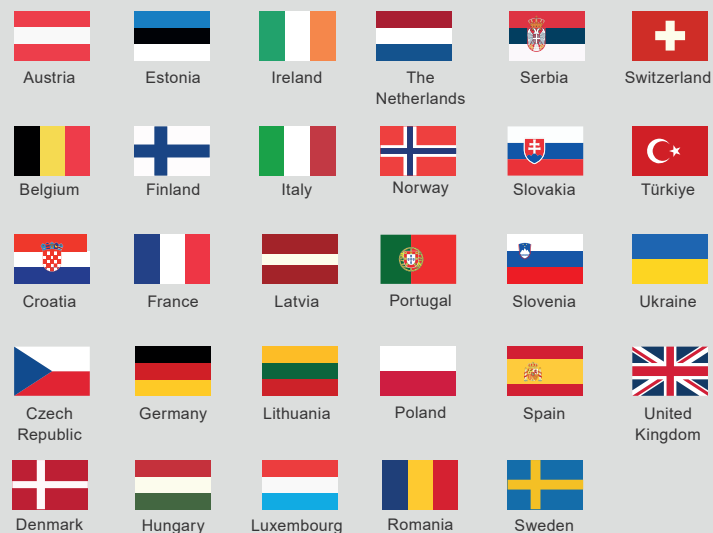 Austria
Estonia
Ireland
The
Netherlands
Serbia
Switzerland
Belgium
Finland
Italy
Norway
Slovakia
Türkiye
Croatia
France
Latvia
Portugal
Slovenia
Ukraine
Czech
Republic
Germany
Lithuania
Poland
Spain
United
Kingdom
Denmark
Hungary
Luxembourg
Romania
Sweden